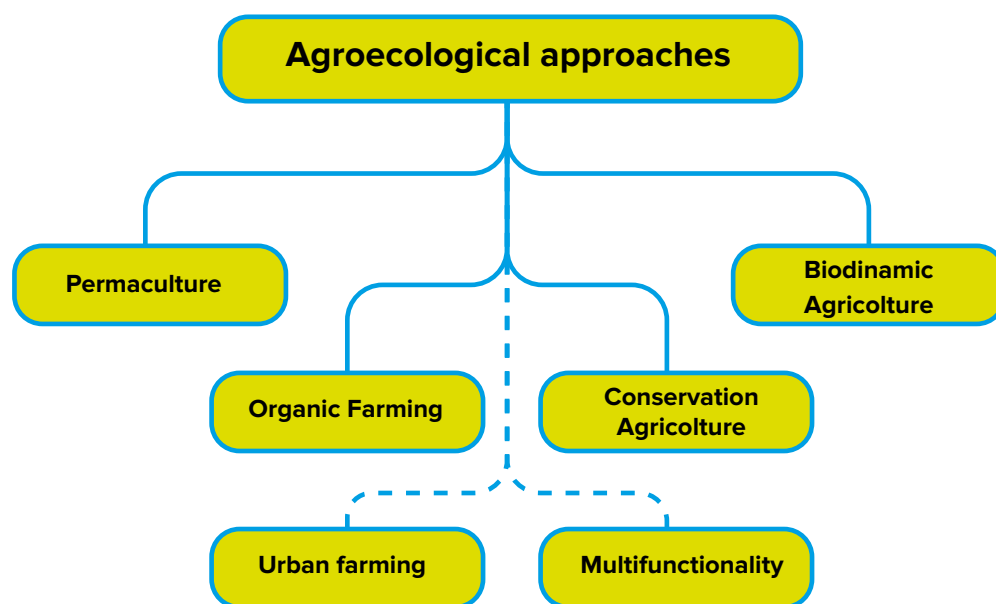 Agroecological approaches
Permaculture
Biodinamic
Agricolture
Organic Farming
Conservation
Agricolture
Urban farming
Multifunctionality